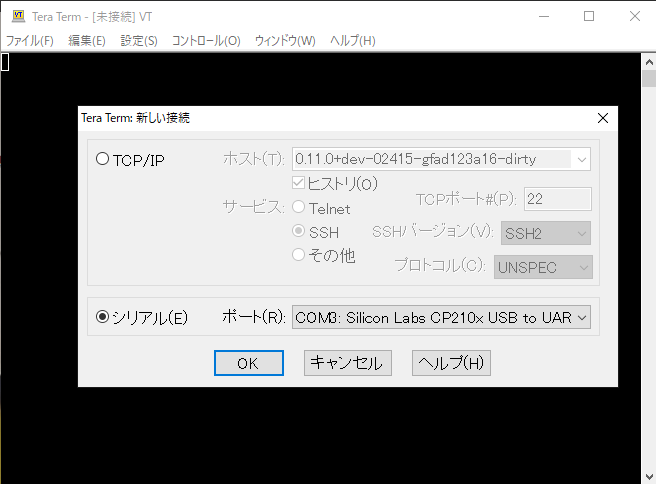 Tera Term - [未接続] VT
ファイル(F) 編集(E) 設定(S) コントロール(O) ウィンドウ(W) ヘルプ(H)
Tera Term: 新しい接続
TCP/IP ホスト(T): 0.11.0+dev-02415-gfad123a16-dirty
ヒストリ(O)
サービス: Telnet TCPポート#(P): 22
SSH SSHバージョン(V): SSH2
その他 プロトコル(C): UNSPEC
シリアル(E) ポート(R): COM3: Silicon Labs CP210x USB to UAR
OK キャンセル ヘルプ(H)